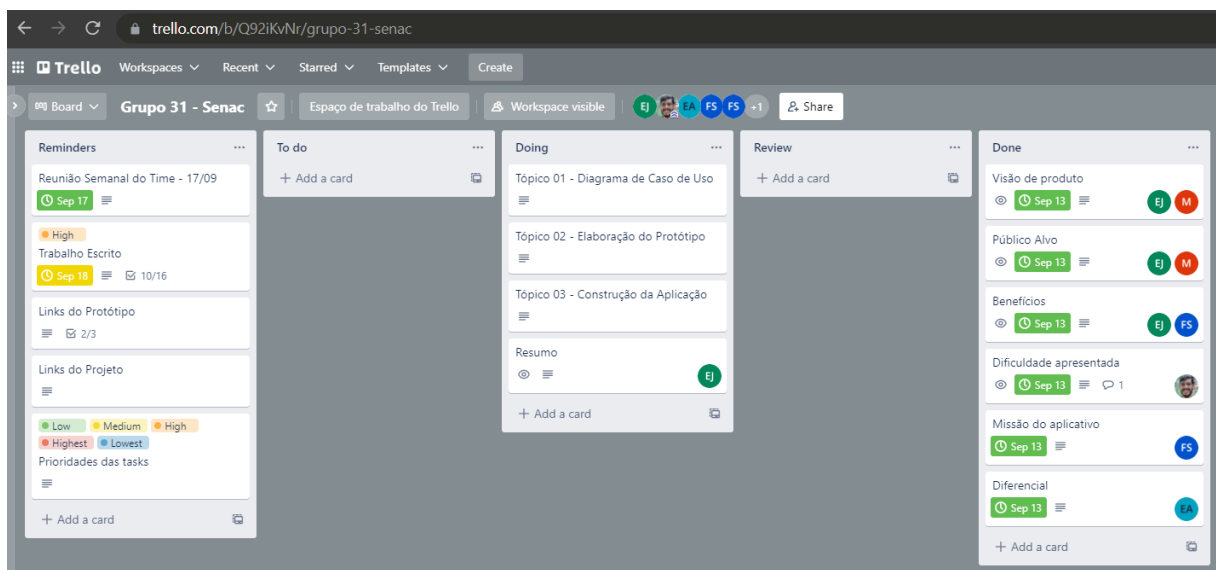 trello.com/b/Q92iKvNr/grupo-31-senac
Trello Workspaces Recent Starred Templates Create
Board Grupo 31 - Senac Espaço de trabalho do Trello Workspace visible EJ EA FS FS +1 Share
Reminders
Reunião Semanal do Time - 17/09
Sep 17
High
Trabalho Escrito
Sep 18 10/16
Links do Protótipo
2/3
Links do Projeto
Low Medium High
Highest Lowest
Prioridades das tasks
+ Add a card
To do
+ Add a card
Doing
Tópico 01 - Diagrama de Caso de Uso
Tópico 02 - Elaboração do Protótipo
Tópico 03 - Construção da Aplicação
Resumo
EJ
+ Add a card
Review
+ Add a card
Done
Visão de produto
Sep 13 EJ M
Público Alvo
Sep 13 EJ M
Benefícios
Sep 13 EJ FS
Dificuldade apresentada
Sep 13 1
Missão do aplicativo
Sep 13 FS
Diferencial
Sep 13 EA
+ Add a card